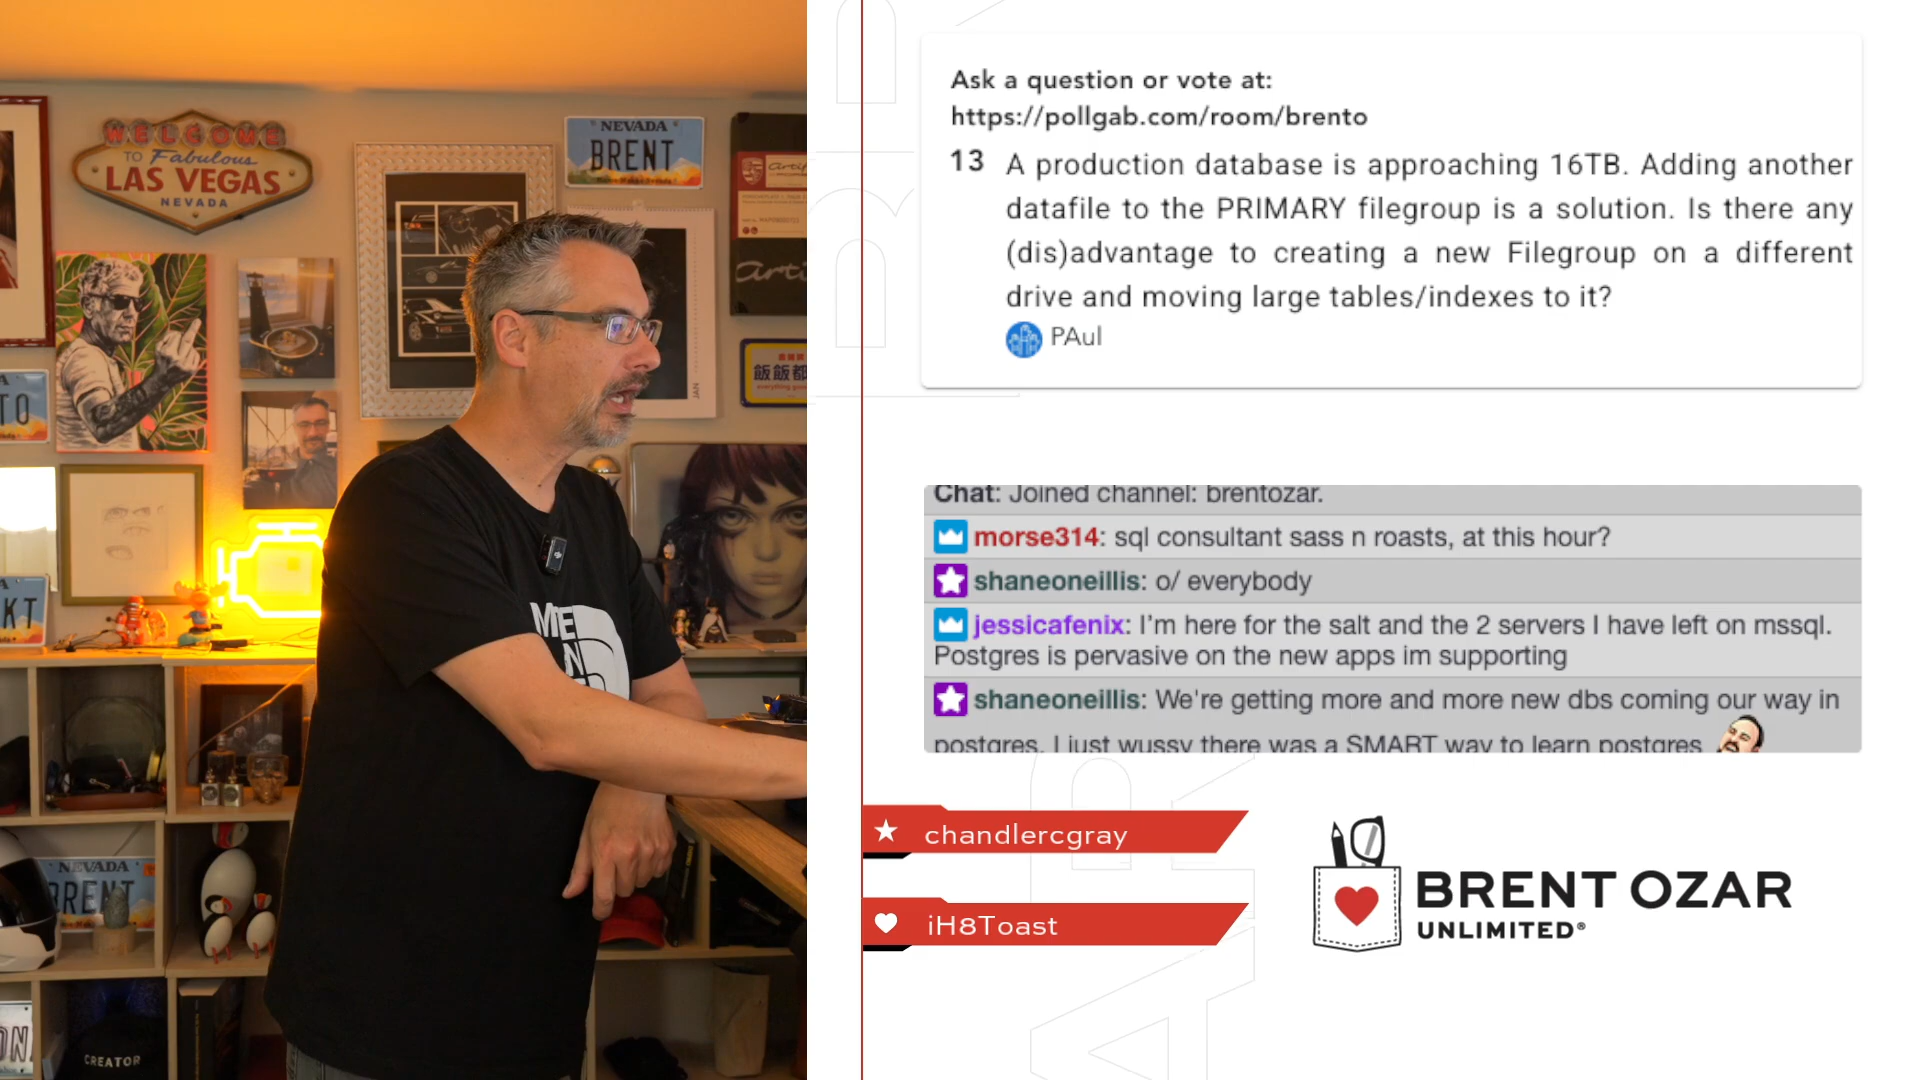 WELCOME
TO Fabulous
LAS VEGAS
NEVADA
NEVADA
BRENT
JAN
NEVADA
BRENT
CREATOR
Ask a question or vote at:
https://pollgab.com/room/brento
13 A production database is approaching 16TB. Adding another
datafile to the PRIMARY filegroup is a solution. Is there any
(dis)advantage to creating a new Filegroup on a different
drive and moving large tables/indexes to it?
PAul
Chat: Joined channel: brentozar.
morse314: sql consultant sass n roasts, at this hour?
shaneoneillis: o/ everybody
jessicafenix: I'm here for the salt and the 2 servers I have left on mssql.
Postgres is pervasive on the new apps im supporting
shaneoneillis: We're getting more and more new dbs coming our way in
postgres. I just wussy there was a SMART way to learn postgres
chandlercgray
iH8Toast
BRENT OZAR
UNLIMITED®